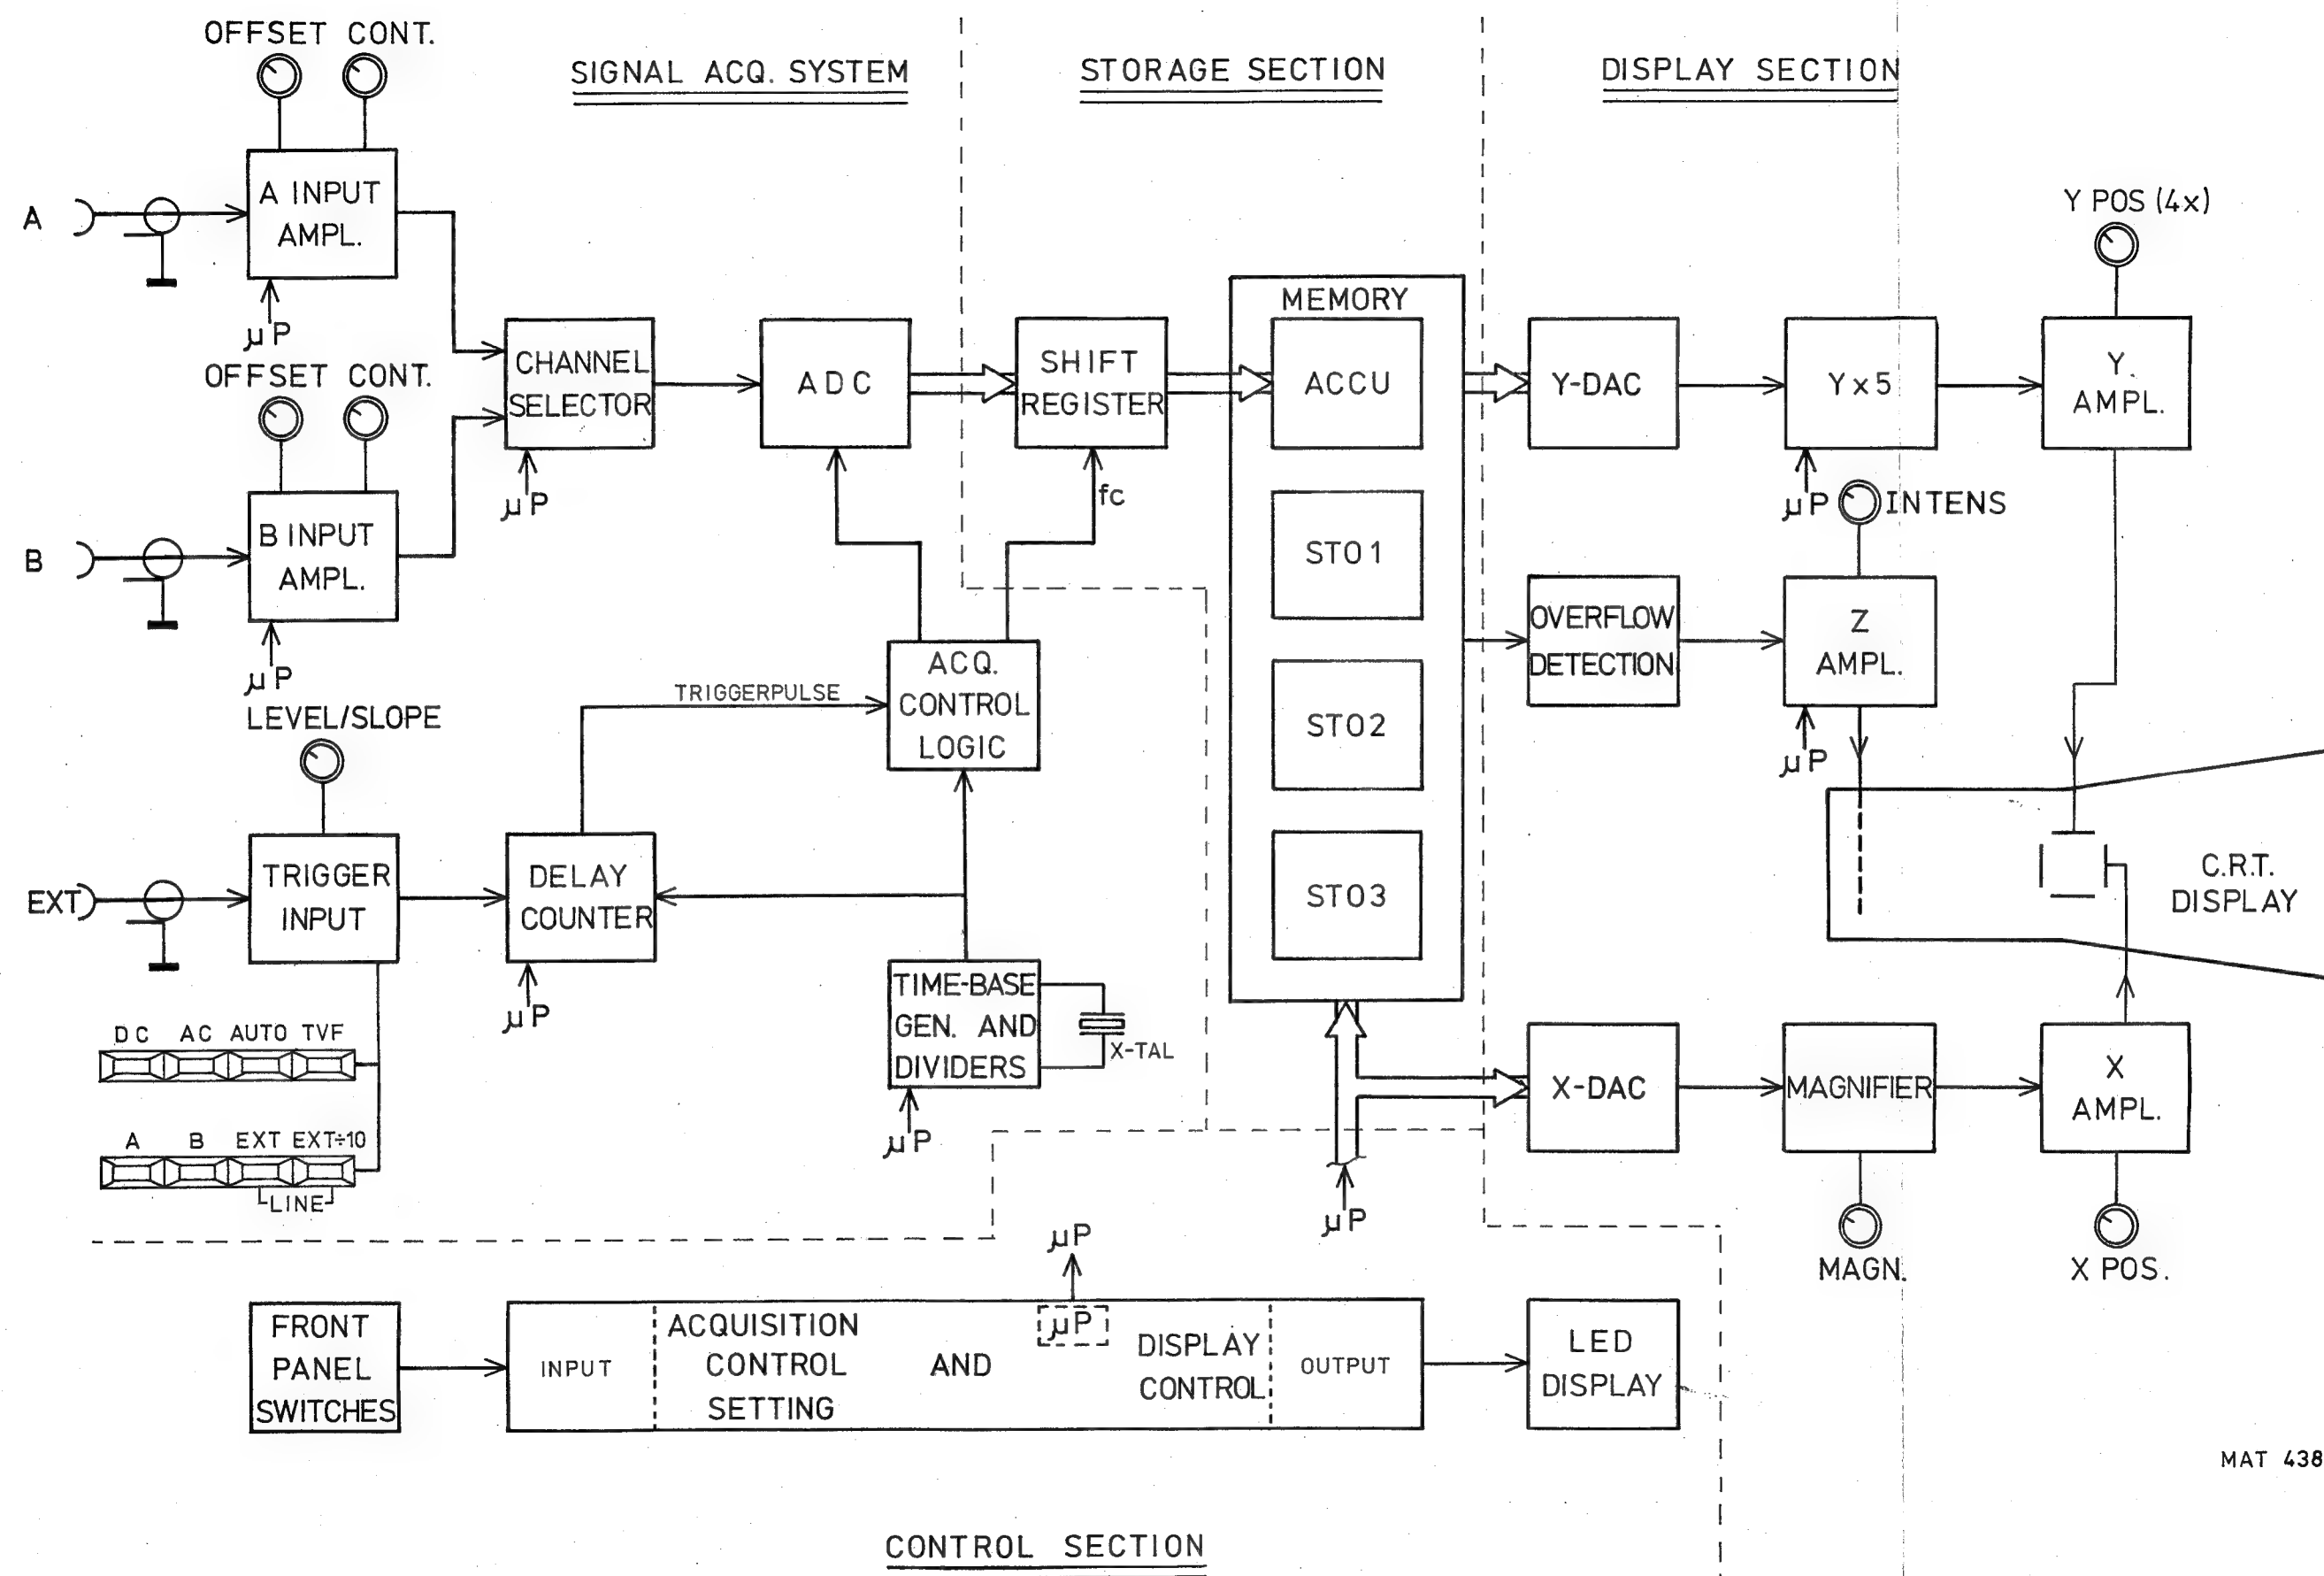 OFFSET CONT.
SIGNAL ACQ. SYSTEM
STORAGE SECTION
DISPLAY SECTION
A
A INPUT
AMPL.
μP
Y POS (4x)
OFFSET CONT.
B
B INPUT
AMPL.
μP
CHANNEL
SELECTOR
μP
ADC
SHIFT
REGISTER
fc
MEMORY
ACCU
STO1
STO2
STO3
Y-DAC
Y x 5
μP
Y.
AMPL.
INTENS
OVERFLOW
DETECTION
Z
AMPL.
μP
LEVEL/SLOPE
TRIGGERPULSE
ACQ.
CONTROL
LOGIC
EXT
TRIGGER
INPUT
DELAY
COUNTER
μP
C.R.T.
DISPLAY
TIME-BASE
GEN. AND
DIVIDERS
X-TAL
μP
DC AC AUTO TVF
A B EXT EXT÷10
LINE
X-DAC
MAGNIFIER
X
AMPL.
μP
MAGN.
X POS.
μP
FRONT
PANEL
SWITCHES
INPUT
ACQUISITION
CONTROL
SETTING
AND
μP
DISPLAY
CONTROL
OUTPUT
LED
DISPLAY
MAT 438
CONTROL SECTION